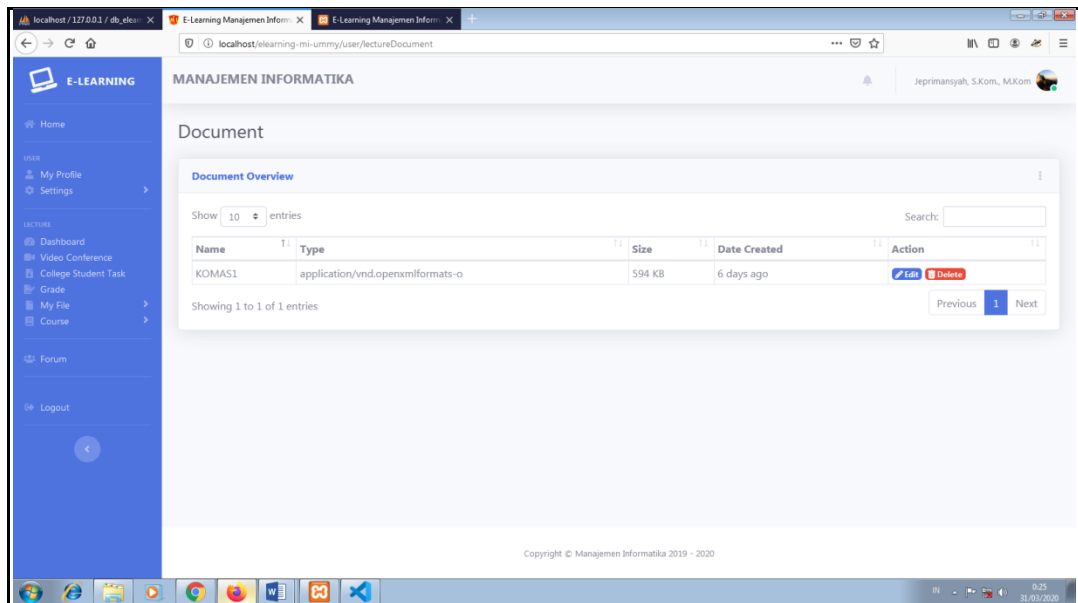 localhost / 127.0.0.1 / db_elear
E-Learning Manajemen Inform
E-Learning Manajemen Inform
localhost/elearning-mi-ummy/user/lectureDocument
E-LEARNING
MANAJEMEN INFORMATIKA
Jeprimansyah, S.Kom., M.Kom
Home
USER
My Profile
Settings
LECTURE
Dashboard
Video Conference
College Student Task
Grade
My File
Course
Forum
Logout
Document
Document Overview
Show 10 entries
Search:
Name Type Size Date Created Action
KOMAS1 application/vnd.openxmlformats-o 594 KB 6 days ago Edit Delete
Showing 1 to 1 of 1 entries
Previous 1 Next
Copyright © Manajemen Informatika 2019 - 2020
IN
0:25
31/03/2020